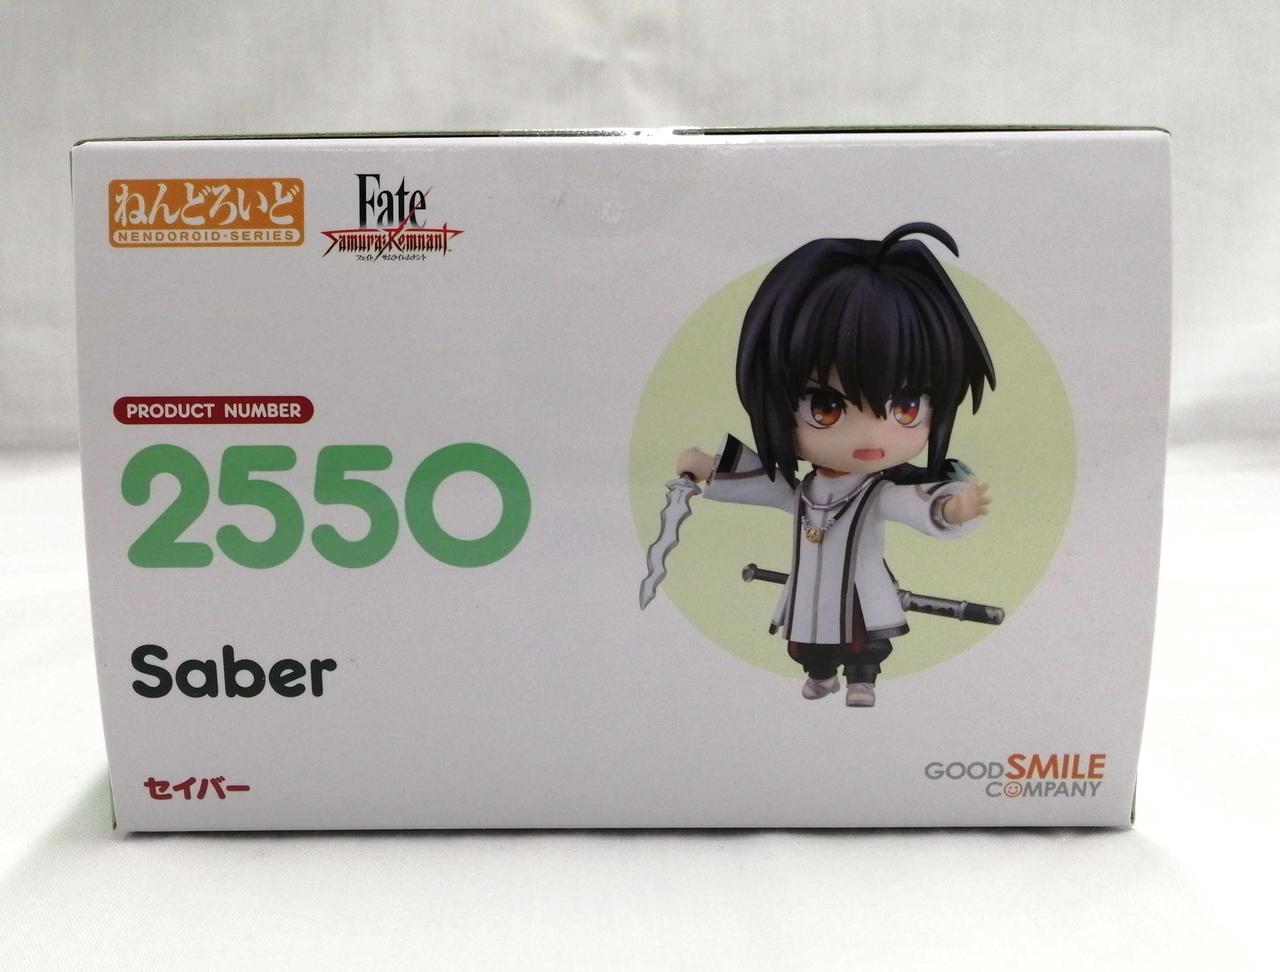 ねんどろいど
NENDOROID·SERIES
Fate
Samurai Remnant
フェイト/サムライレムナント
PRODUCT NUMBER
2550
Saber
セイバー
GOOD SMILE
COMPANY